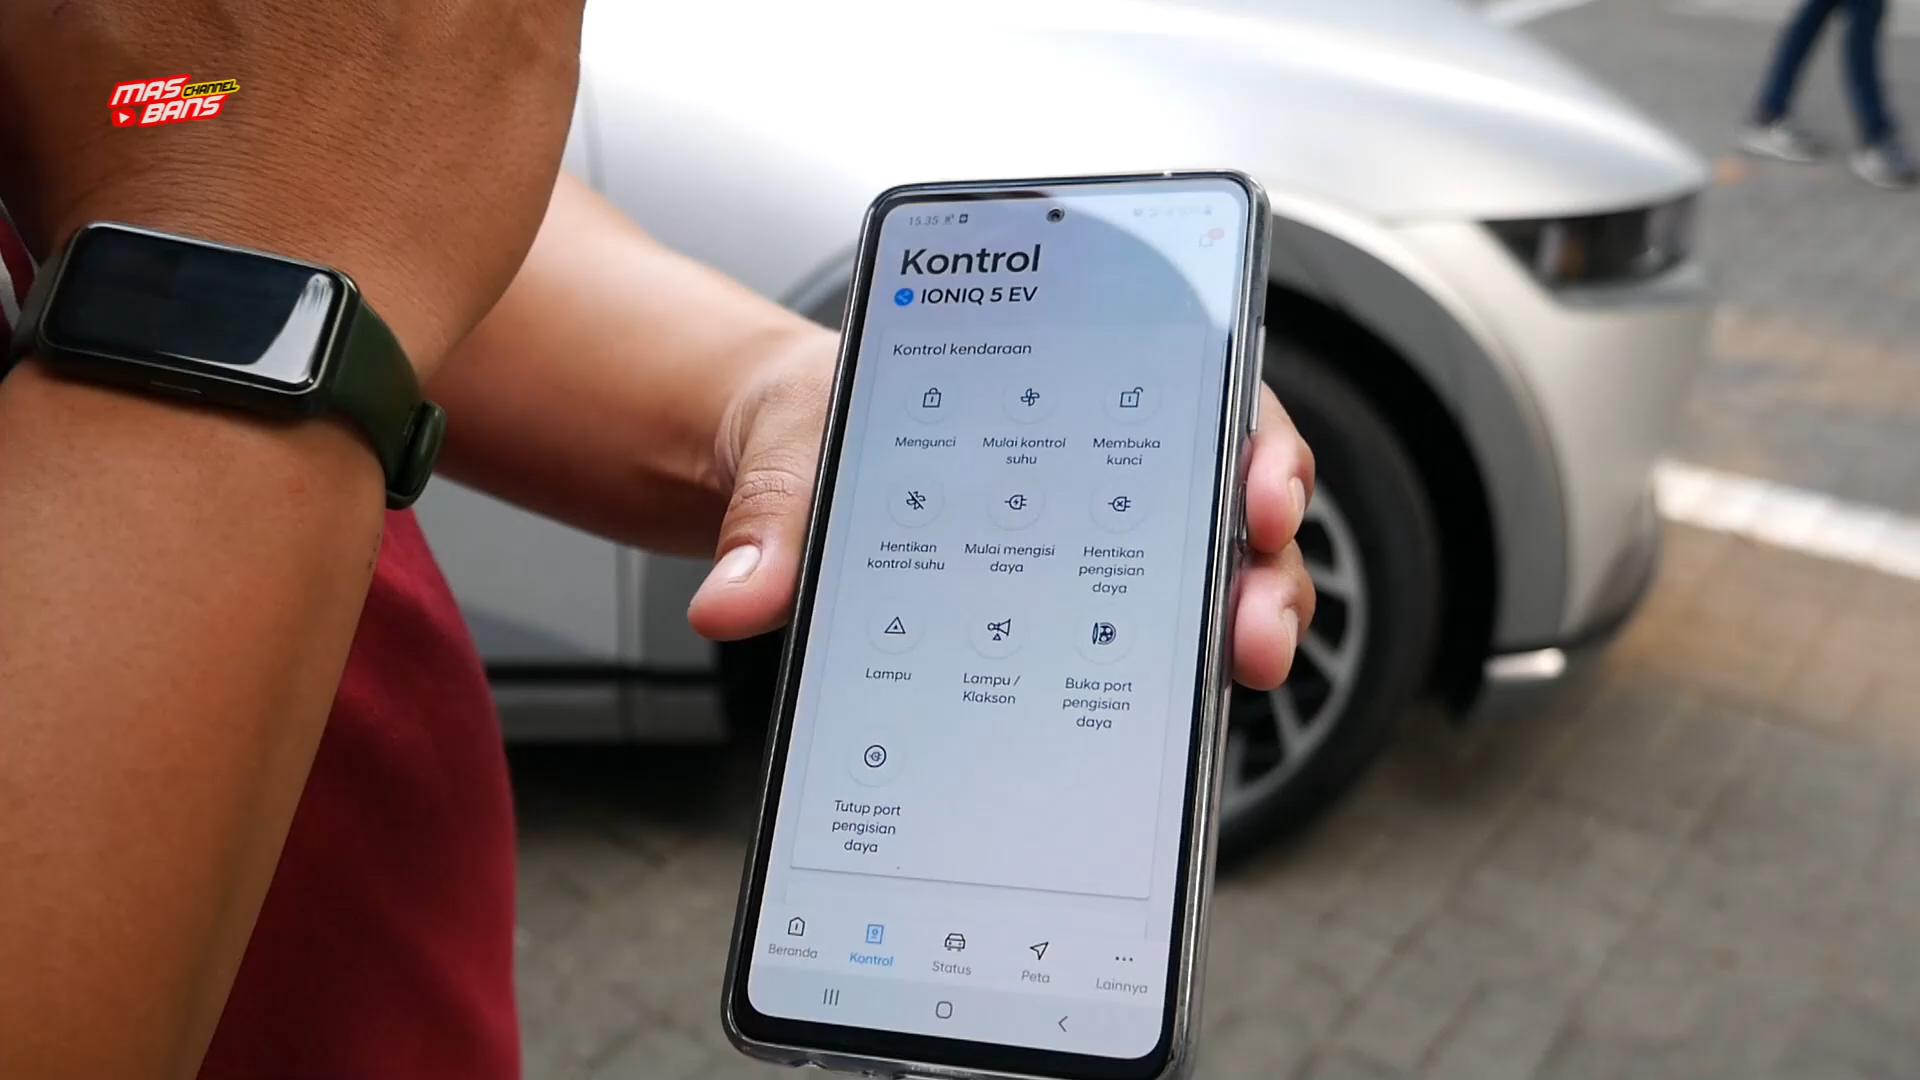 MAS CHANNEL
BANS
15.35
Kontrol
IONIQ 5 EV
Kontrol kendaraan
Mengunci
Mulai kontrol
suhu
Membuka
kunci
Hentikan
kontrol suhu
Mulai mengisi
daya
Hentikan
pengisian
daya
Lampu
Lampu /
Klakson
Buka port
pengisian
daya
Tutup port
pengisian
daya
Beranda
Kontrol
Status
Peta
Lainnya